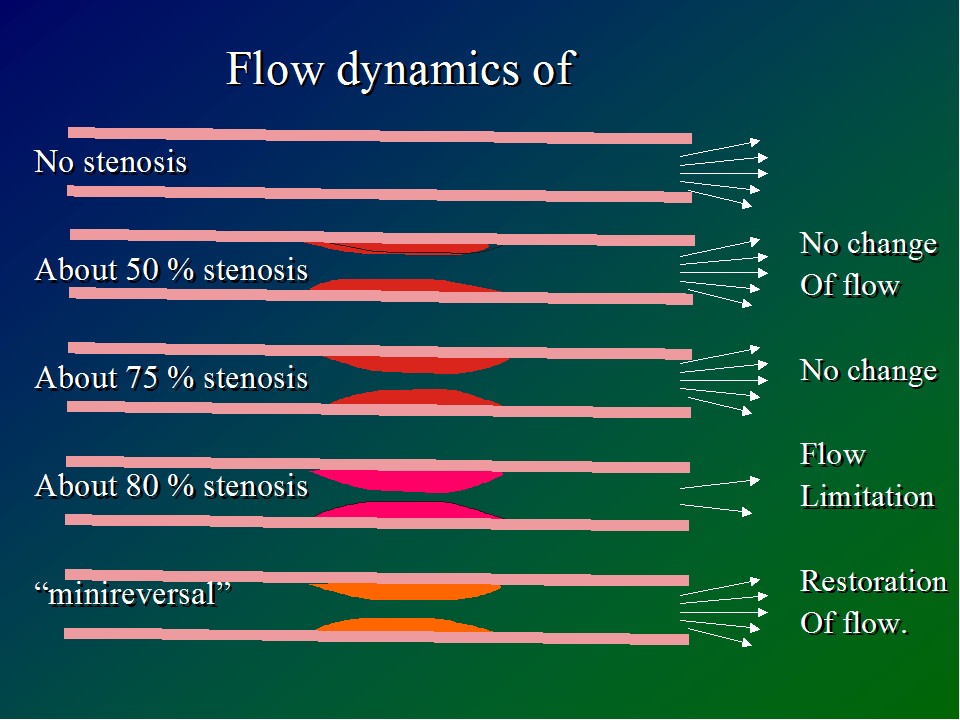 Flow dynamics of
No stenosis
About 50 % stenosis
No change
Of flow
About 75 % stenosis
No change
About 80 % stenosis
Flow
Limitation
“minireversal”
Restoration
Of flow.